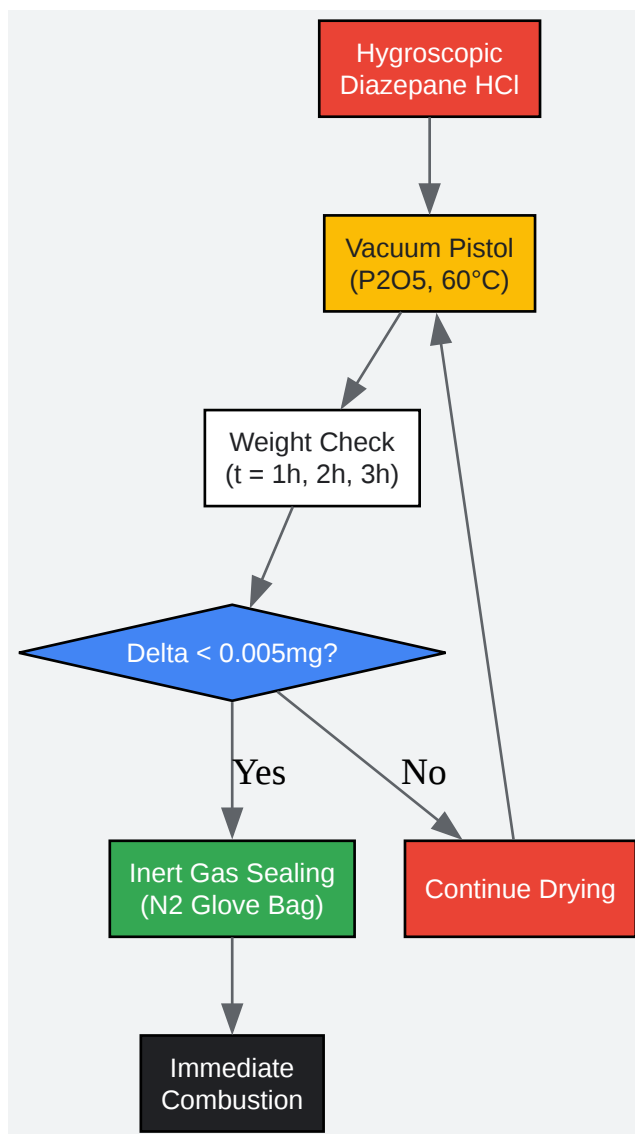 Hygroscopic
Diazepane HCl
Vacuum Pistol
(P2O5, 60°C)
Weight Check
(t = 1h, 2h, 3h)
Delta < 0.005mg?
Yes
No
Inert Gas Sealing
(N2 Glove Bag)
Continue Drying
Immediate
Combustion